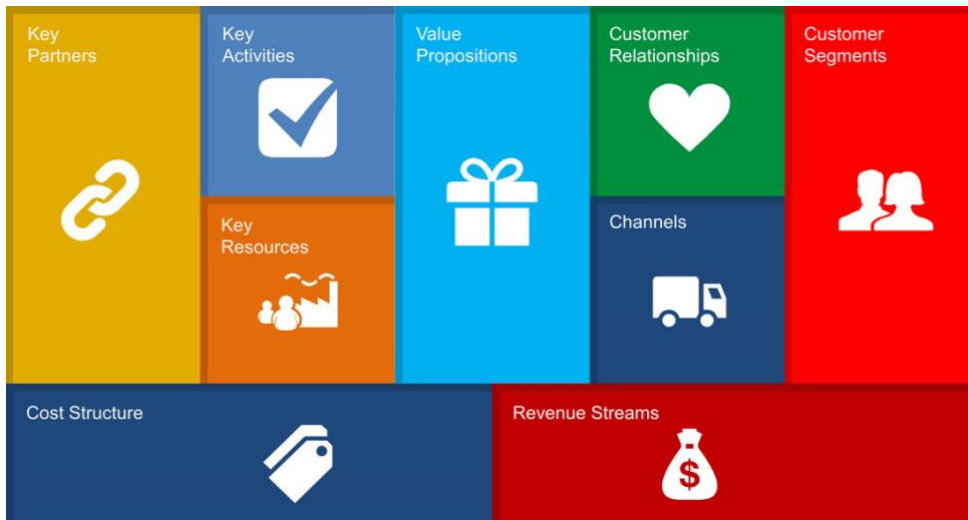 Key
Partners
Key
Activities
Value
Propositions
Customer
Relationships
Customer
Segments
Key
Resources
Channels
Cost Structure
Revenue Streams
$